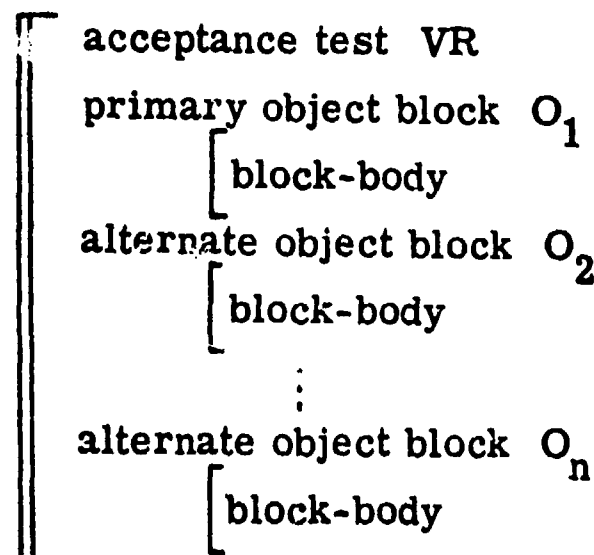 acceptance test VR
primary object block O₁
block-body
alternate object block O₂
block-body
⋮
alternate object block Oₙ
block-body